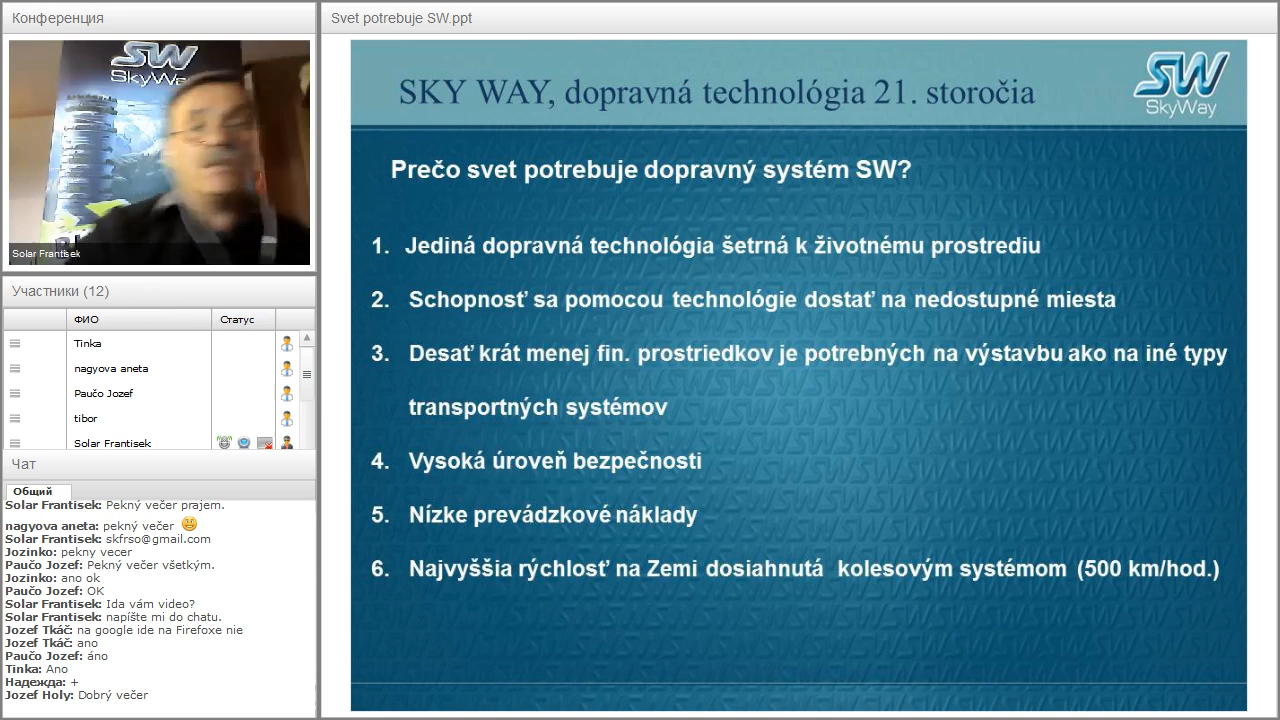 Конференция
SW
SkyWay
Solar Frantisek
Участники (12)
ФИО
Статус
Tinka
nagyova aneta
Paučo Jozef
tibor
Solar Frantisek
Чат
Общий
Solar Frantisek: Pekný večer prajem.
nagyova aneta: pekný večer
Solar Frantisek: skfrso@gmail.com
Jozinko: pekny vecer
Paučo Jozef: Pekný večer všetkým.
Jozinko: ano ok
Paučo Jozef: OK
Solar Frantisek: Ida vám video?
Solar Frantisek: napíšte mi do chatu.
Jozef Tkáč: na google ide na Firefoxe nie
Jozef Tkáč: ano
Paučo Jozef: áno
Tinka: Ano
Надежда: +
Jozef Holy: Dobrý večer
Svet potrebuje SW.ppt
SKY WAY, dopravná technológia 21. storočia
SW
SkyWay
Prečo svet potrebuje dopravný systém SW?
1. Jediná dopravná technológia šetrná k životnému prostrediu
2. Schopnosť sa pomocou technológie dostať na nedostupné miesta
3. Desať krát menej fin. prostriedkov je potrebných na výstavbu ako na iné typy
transportných systémov
4. Vysoká úroveň bezpečnosti
5. Nízke prevádzkové náklady
6. Najvyššia rýchlosť na Zemi dosiahnutá kolesovým systémom (500 km/hod.)